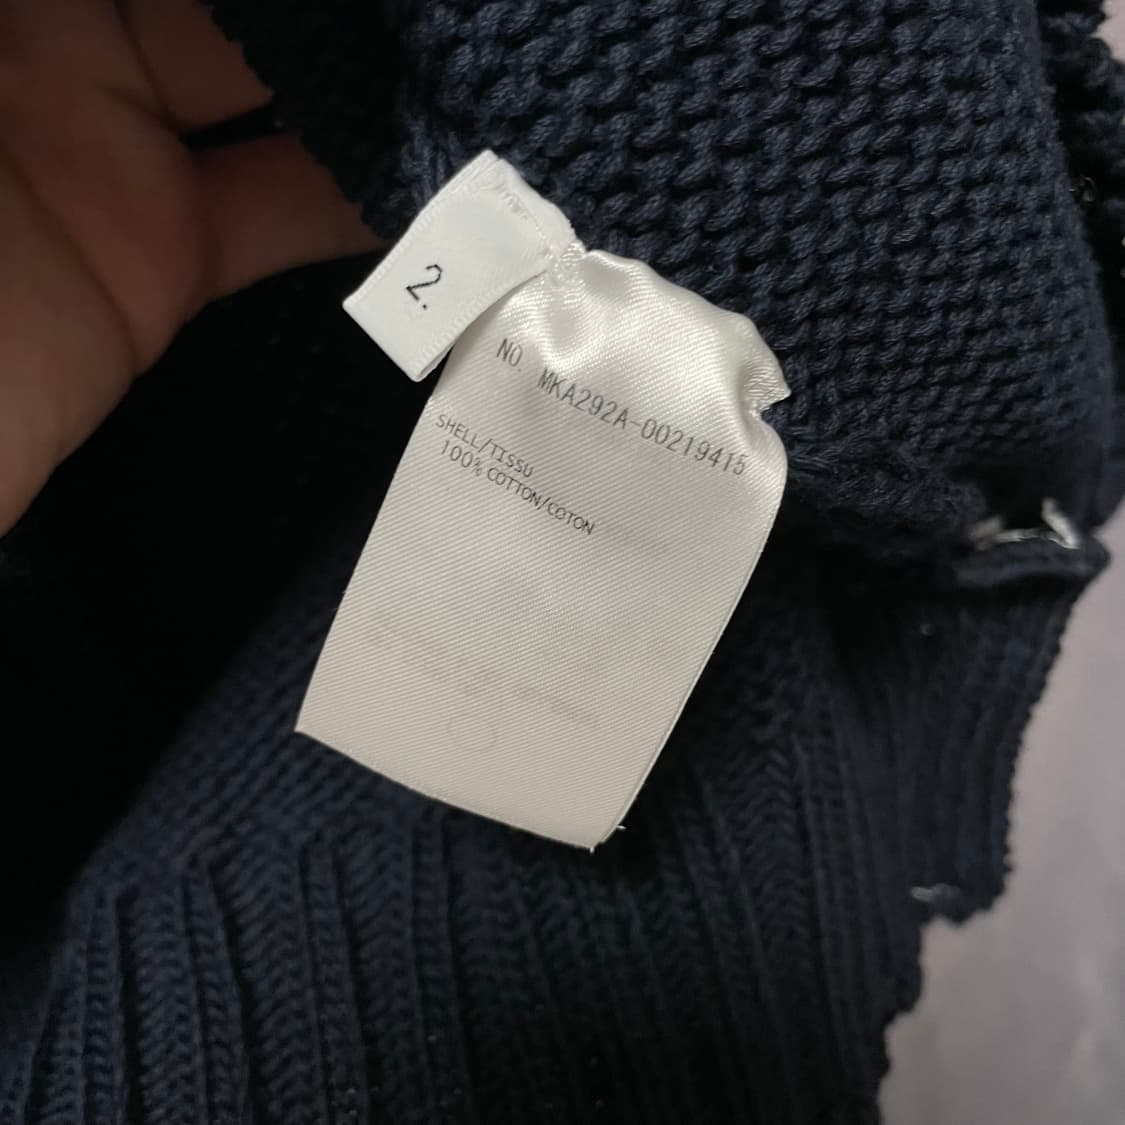 2.
NO. MKA292A-00219415
SHELL/TISSU
100% COTTON/COTON